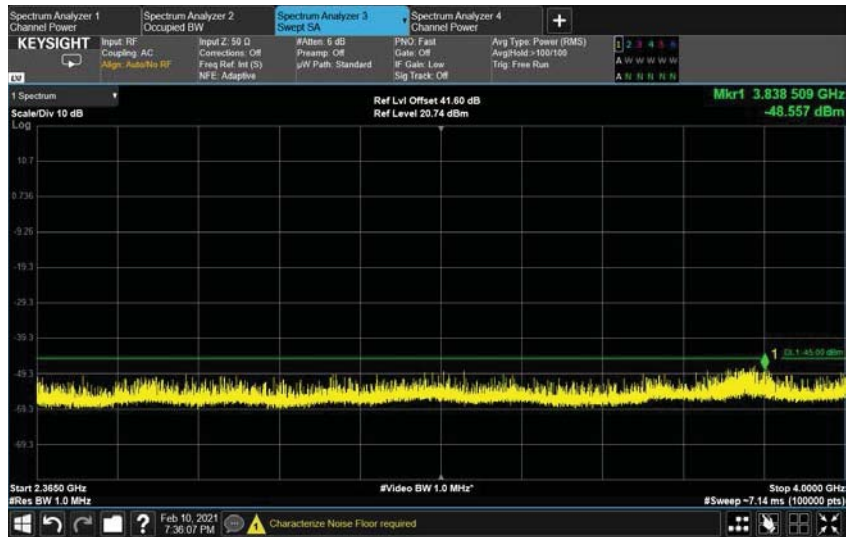 Spectrum Analyzer 1
Channel Power
Spectrum Analyzer 2
Occupied BW
Spectrum Analyzer 3
Swept SA
Spectrum Analyzer 4
Channel Power
+
KEYSIGHT
Input: RF
Coupling: AC
Align: Auto/No RF
Input Z: 50 Ω
Corrections: Off
Freq Ref: Int (S)
NFE: Adaptive
#Atten: 6 dB
Preamp: Off
µW Path: Standard
PNO: Fast
Gate: Off
IF Gain: Low
Sig Track: Off
Avg Type: Power (RMS)
Avg|Hold:>100/100
Trig: Free Run
1 2 3 4 5 6
A W W W W W
A N N N N N
1 Spectrum
Scale/Div 10 dB
Log
Ref Lvl Offset 41.60 dB
Ref Level 20.74 dBm
Mkr1 3.838 509 GHz
-48.557 dBm
10.7
0.736
-9.26
-19.3
-29.3
-39.3
-49.3
-59.3
-69.3
1
DL1 -45.00 dBm
Start 2.3650 GHz
#Res BW 1.0 MHz
#Video BW 1.0 MHz*
Stop 4.0000 GHz
#Sweep ~7.14 ms (100000 pts)
?
Feb 10, 2021
7:36:07 PM
Characterize Noise Floor required